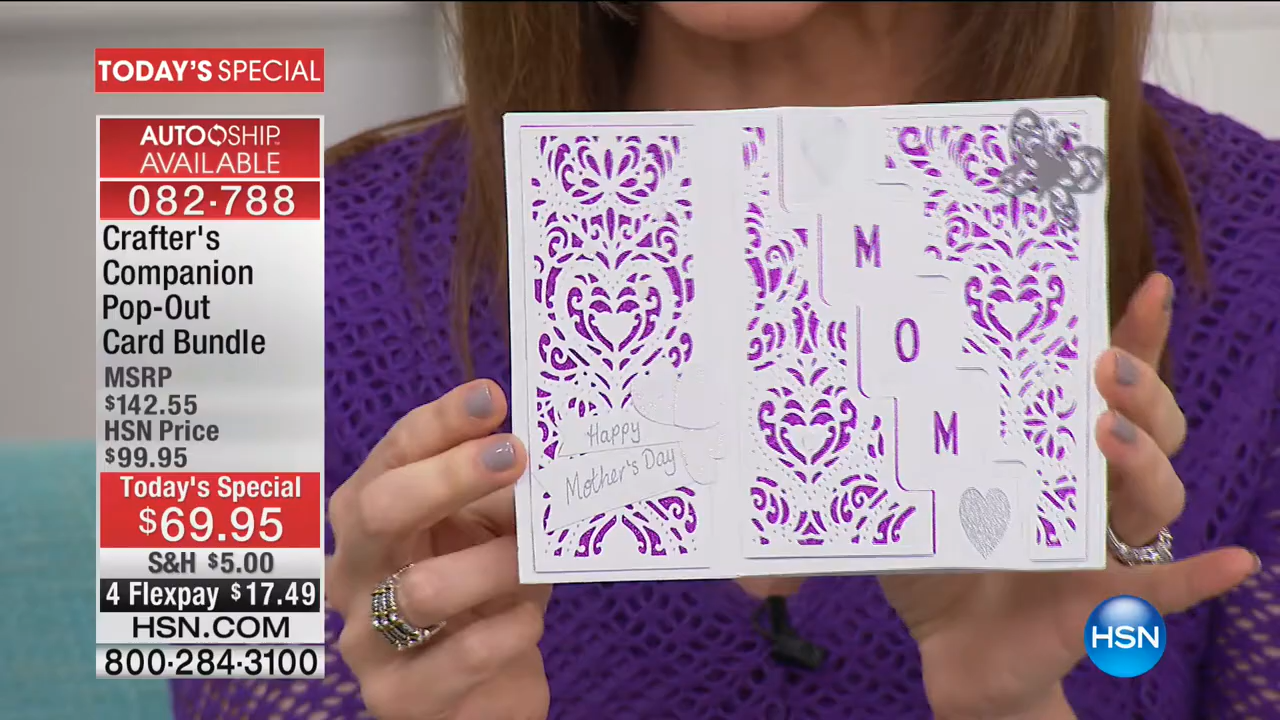 TODAY'S SPECIAL
AUTOSHIP
AVAILABLE
082·788
Crafter's
Companion
Pop-Out
Card Bundle
MSRP
$142.55
HSN Price
$99.95
Today's Special
$69.95
S&H $5.00
4 Flexpay $17.49
HSN.COM
800·284·3100
M
O
M
Happy
Mother's Day
HSN